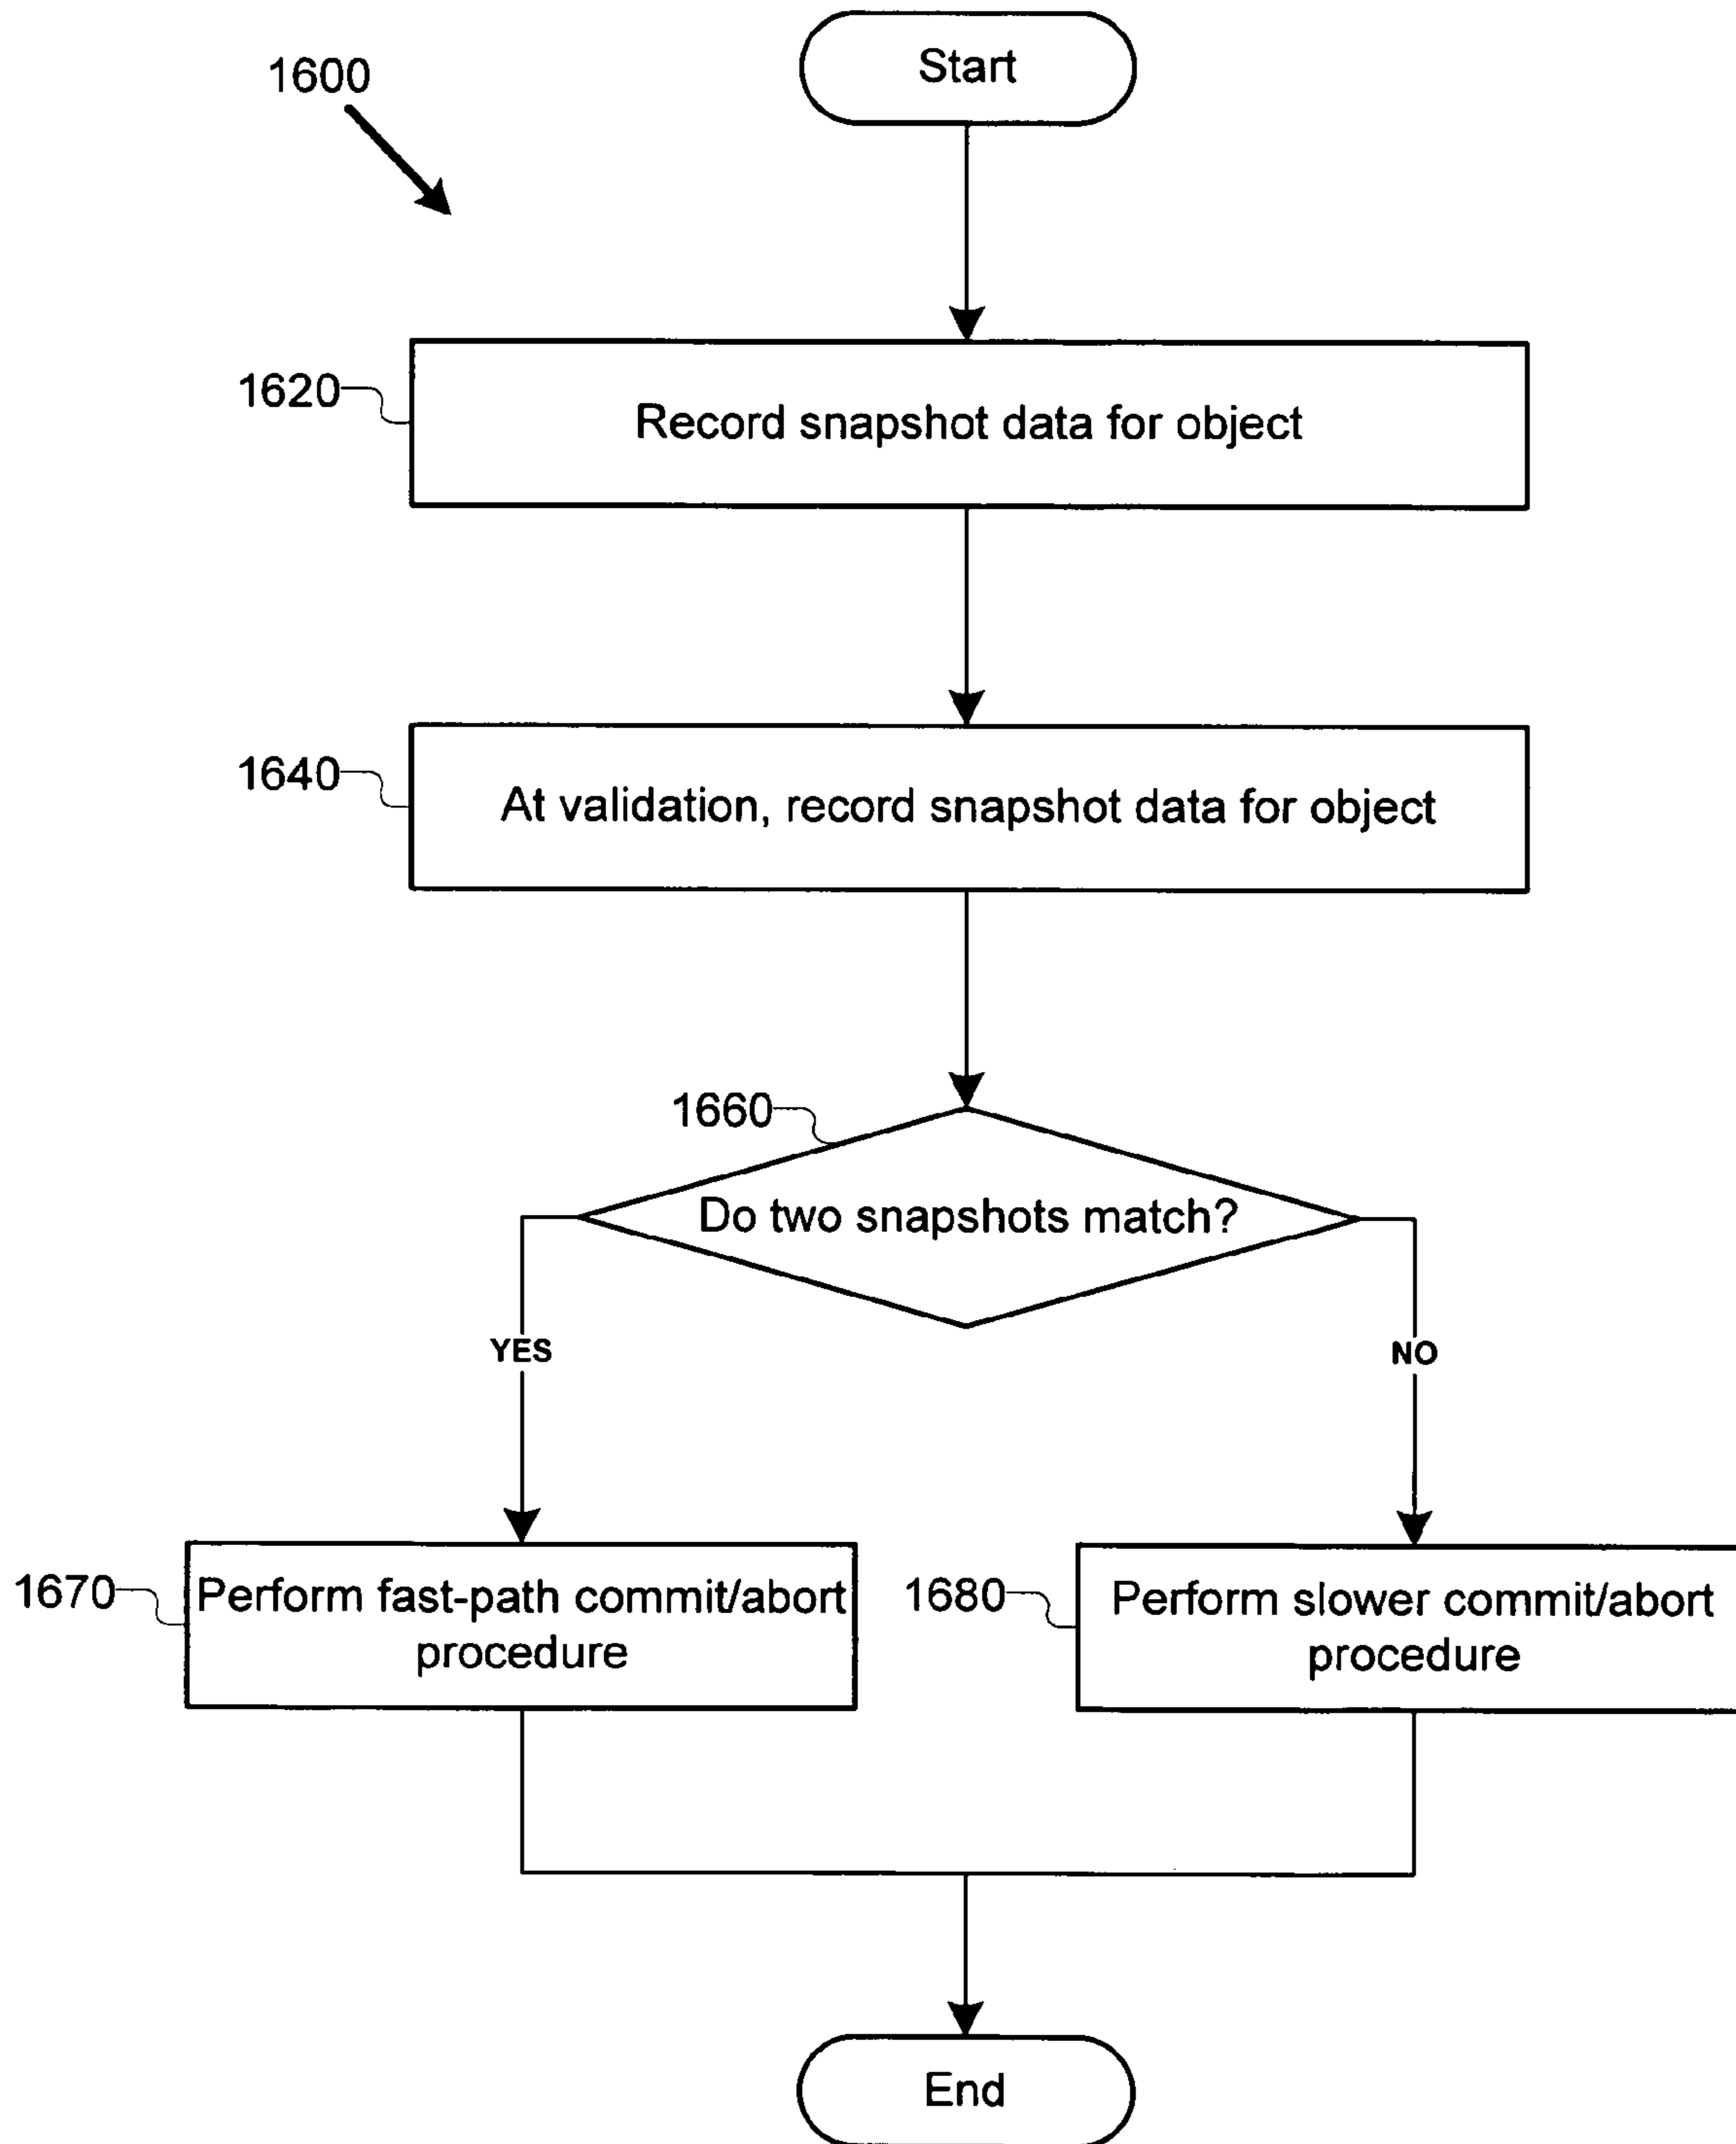 Start
1600
1620
Record snapshot data for object
1640
At validation, record snapshot data for object
1660
Do two snapshots match?
YES
NO
1670
Perform fast-path commit/abort
procedure
1680
Perform slower commit/abort
procedure
End